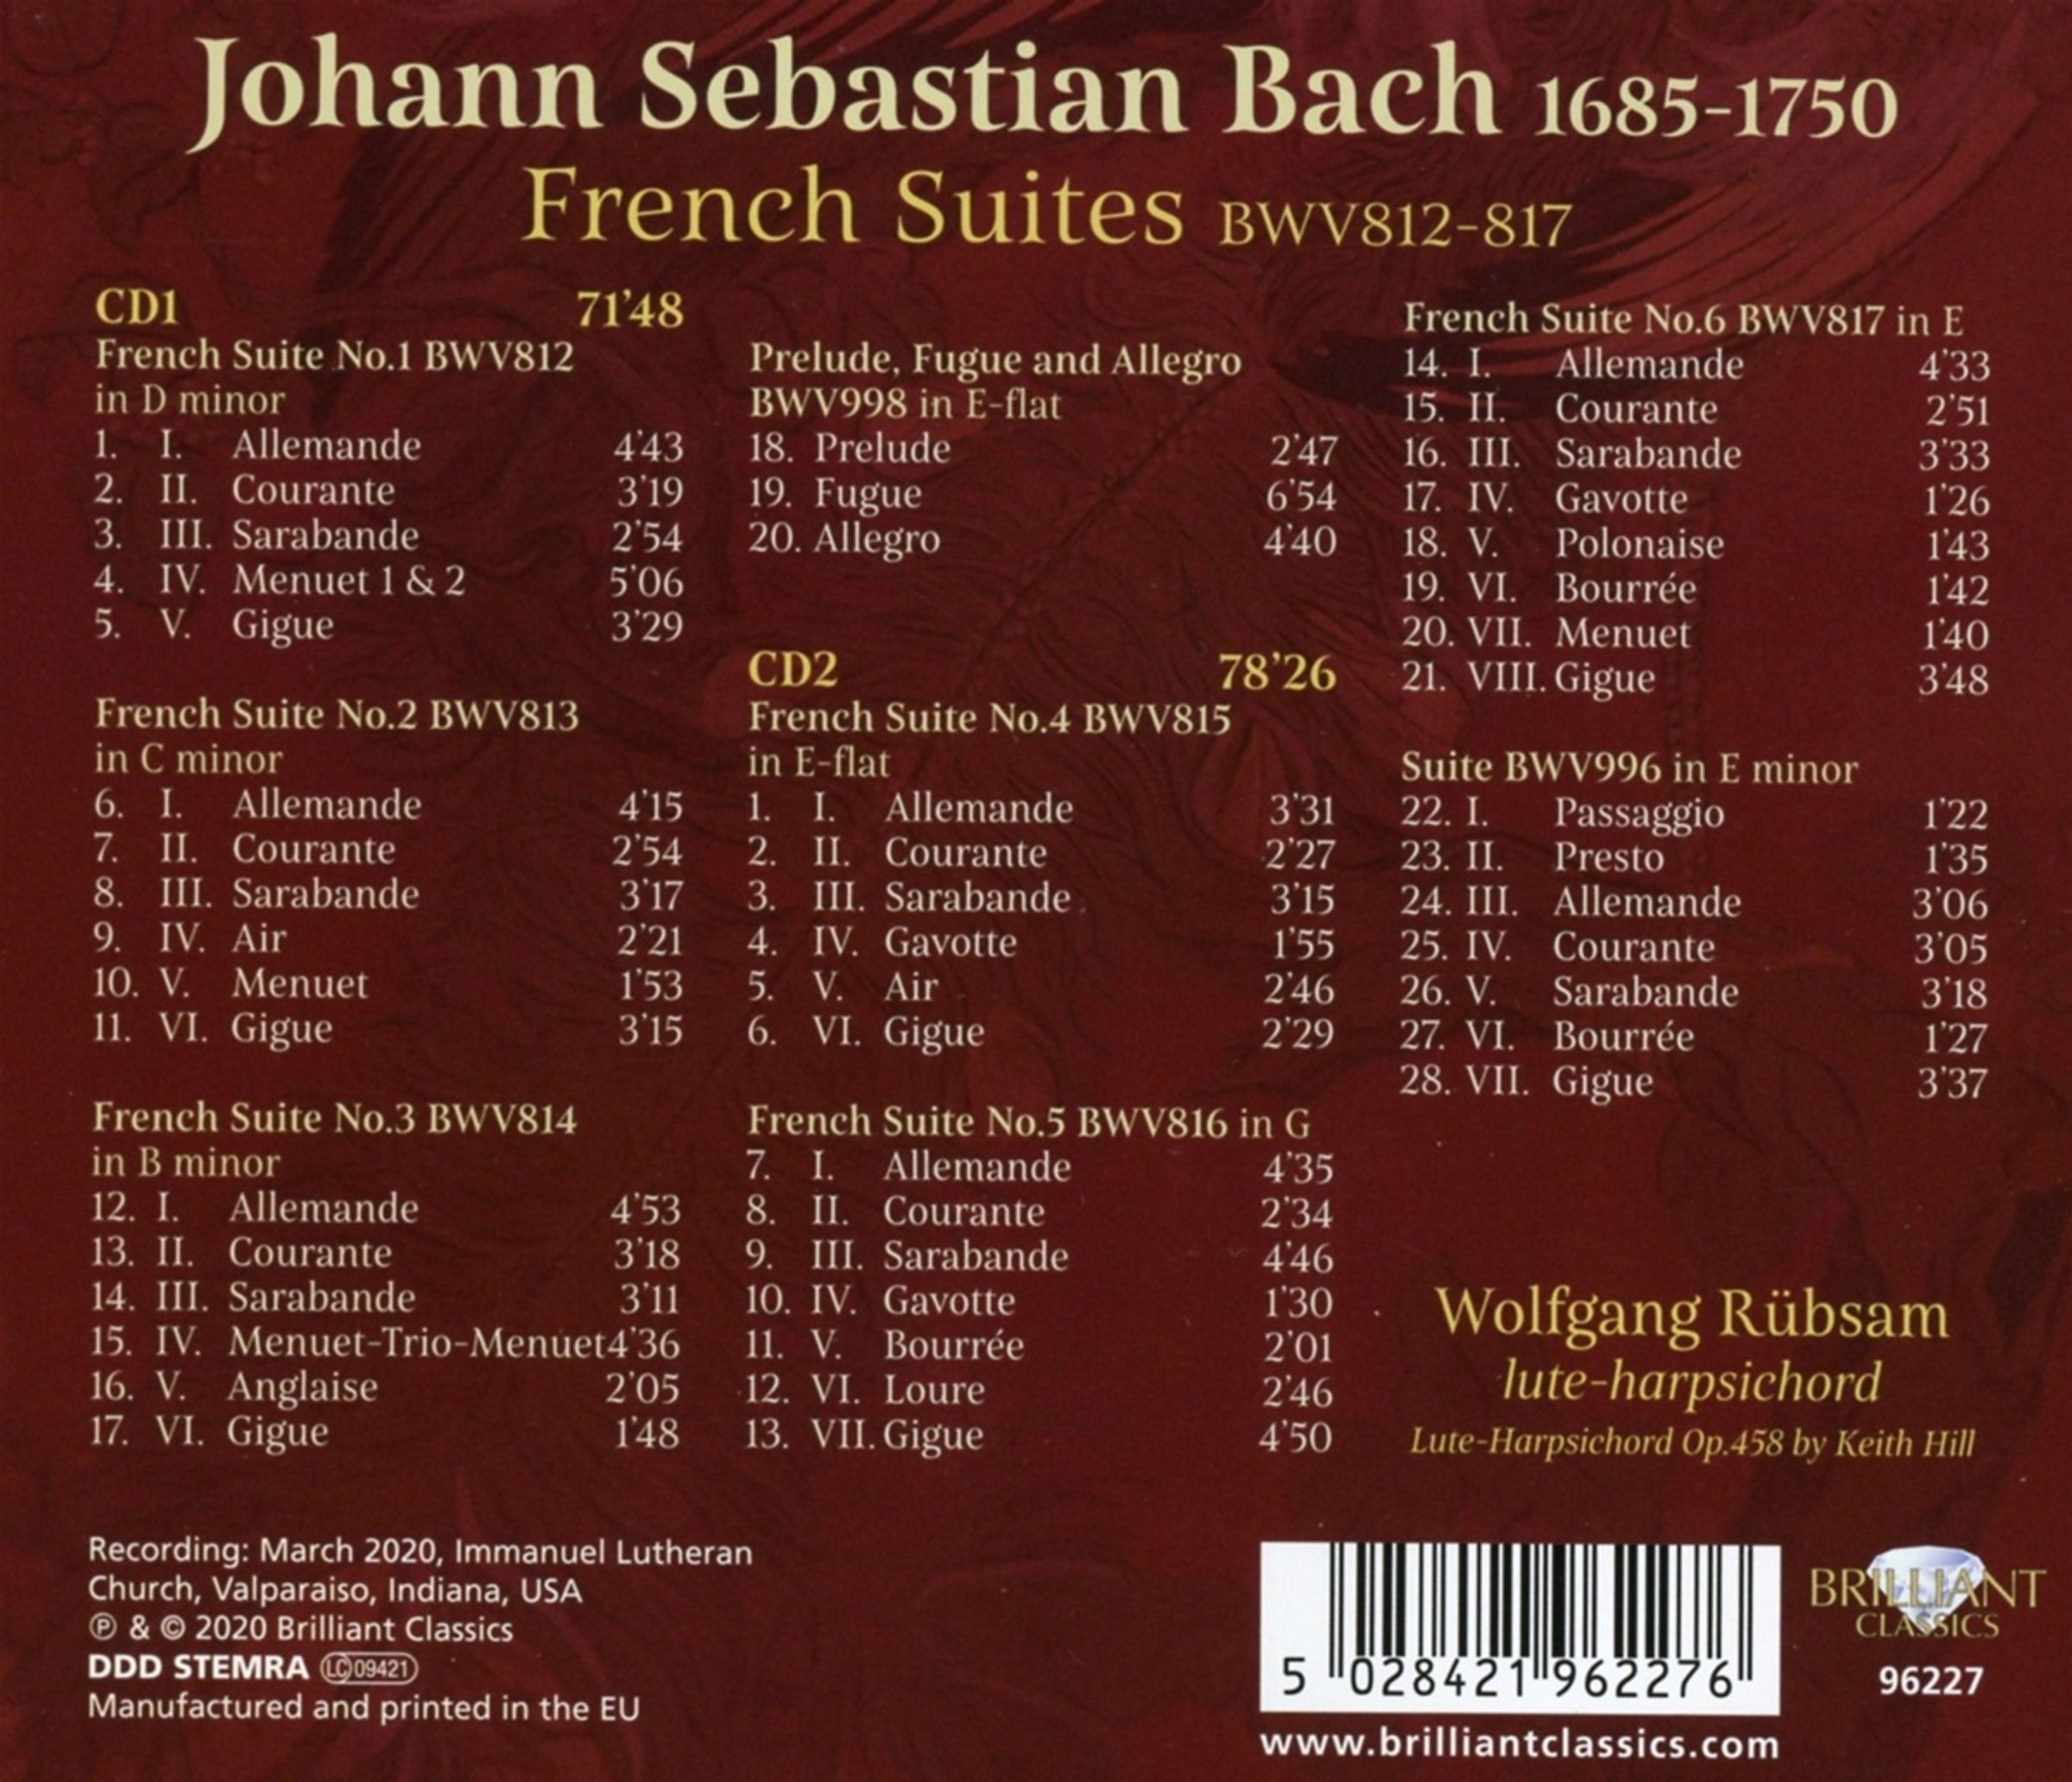 Johann Sebastian Bach 1685-1750
French Suites BWV812-817
CD1 71'48
French Suite No.1 BWV812
in D minor
1. I. Allemande 4'43
2. II. Courante 3'19
3. III. Sarabande 2'54
4. IV. Menuet 1 & 2 5'06
5. V. Gigue 3'29
French Suite No.2 BWV813
in C minor
6. I. Allemande 4'15
7. II. Courante 2'54
8. III. Sarabande 3'17
9. IV. Air 2'21
10. V. Menuet 1'53
11. VI. Gigue 3'15
French Suite No.3 BWV814
in B minor
12. I. Allemande 4'53
13. II. Courante 3'18
14. III. Sarabande 3'11
15. IV. Menuet-Trio-Menuet 4'36
16. V. Anglaise 2'05
17. VI. Gigue 1'48
Prelude, Fugue and Allegro
BWV998 in E-flat
18. Prelude 2'47
19. Fugue 6'54
20. Allegro 4'40
CD2 78'26
French Suite No.4 BWV815
in E-flat
1. I. Allemande 3'31
2. II. Courante 2'27
3. III. Sarabande 3'15
4. IV. Gavotte 1'55
5. V. Air 2'46
6. VI. Gigue 2'29
French Suite No.5 BWV816 in G
7. I. Allemande 4'35
8. II. Courante 2'34
9. III. Sarabande 4'46
10. IV. Gavotte 1'30
11. V. Bourrée 2'01
12. VI. Loure 2'46
13. VII. Gigue 4'50
French Suite No.6 BWV817 in E
14. I. Allemande 4'33
15. II. Courante 2'51
16. III. Sarabande 3'33
17. IV. Gavotte 1'26
18. V. Polonaise 1'43
19. VI. Bourrée 1'42
20. VII. Menuet 1'40
21. VIII. Gigue 3'48
Suite BWV996 in E minor
22. I. Passaggio 1'22
23. II. Presto 1'35
24. III. Allemande 3'06
25. IV. Courante 3'05
26. V. Sarabande 3'18
27. VI. Bourrée 1'27
28. VII. Gigue 3'37
Wolfgang Rübsam
lute-harpsichord
Lute-Harpsichord Op.458 by Keith Hill
Recording: March 2020, Immanuel Lutheran
Church, Valparaiso, Indiana, USA
℗ & © 2020 Brilliant Classics
DDD STEMRA LC 09421
Manufactured and printed in the EU
5 028421 962276
www.brilliantclassics.com
BRILLIANT
CLASSICS
96227